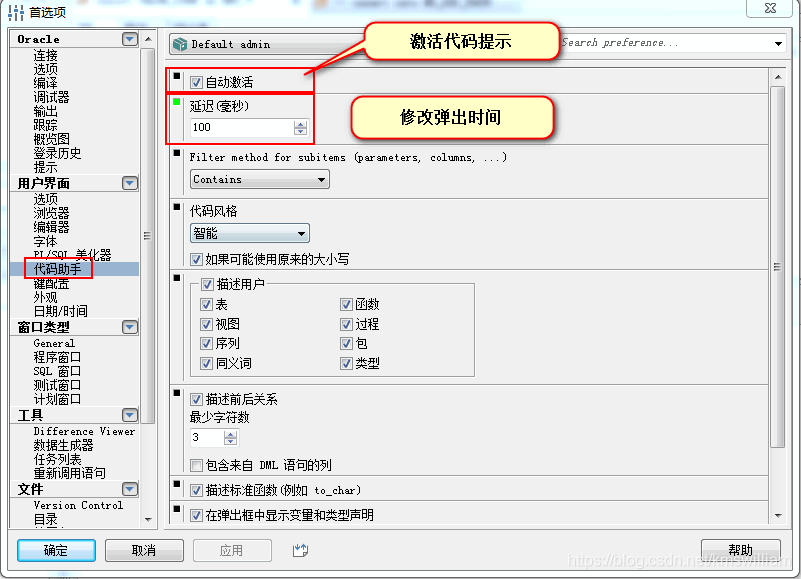 首选项
Oracle
连接
选项
编译
调试器
输出
跟踪
概览图
登录历史
提示
用户界面
选项
浏览器
编辑器
字体
PL/SQL 美化器
代码助手
键配置
外观
日期/时间
窗口类型
General
程序窗口
SQL 窗口
测试窗口
计划窗口
工具
Difference Viewer
数据生成器
任务列表
重新调用语句
文件
Version Control
目录
Default admin
Search preference...
激活代码提示
自动激活
延迟(毫秒)
100
修改弹出时间
Filter method for subitems (parameters, columns, ...)
Contains
代码风格
智能
如果可能使用原来的大小写
描述用户
表
函数
视图
过程
序列
包
同义词
类型
描述前后关系
最少字符数
3
包含来自 DML 语句的列
描述标准函数(例如 to_char)
在弹出框中显示变量和类型声明
确定
取消
应用
帮助
https://blog.csdn.net/kmswilliam